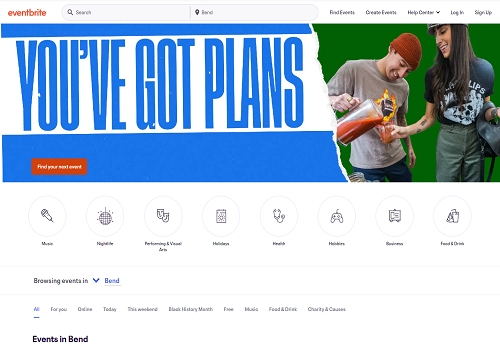 eventbrite
Search
Bend
Find Events
Create Events
Help Center
Log In
Sign Up
YOU'VE GOT PLANS
Find your next event
Music
Nightlife
Performing & Visual
Arts
Holidays
Health
Hobbies
Business
Food & Drink
Browsing events in
Bend
All
For you
Online
Today
This weekend
Black History Month
Free
Music
Food & Drink
Charity & Causes
Events in Bend